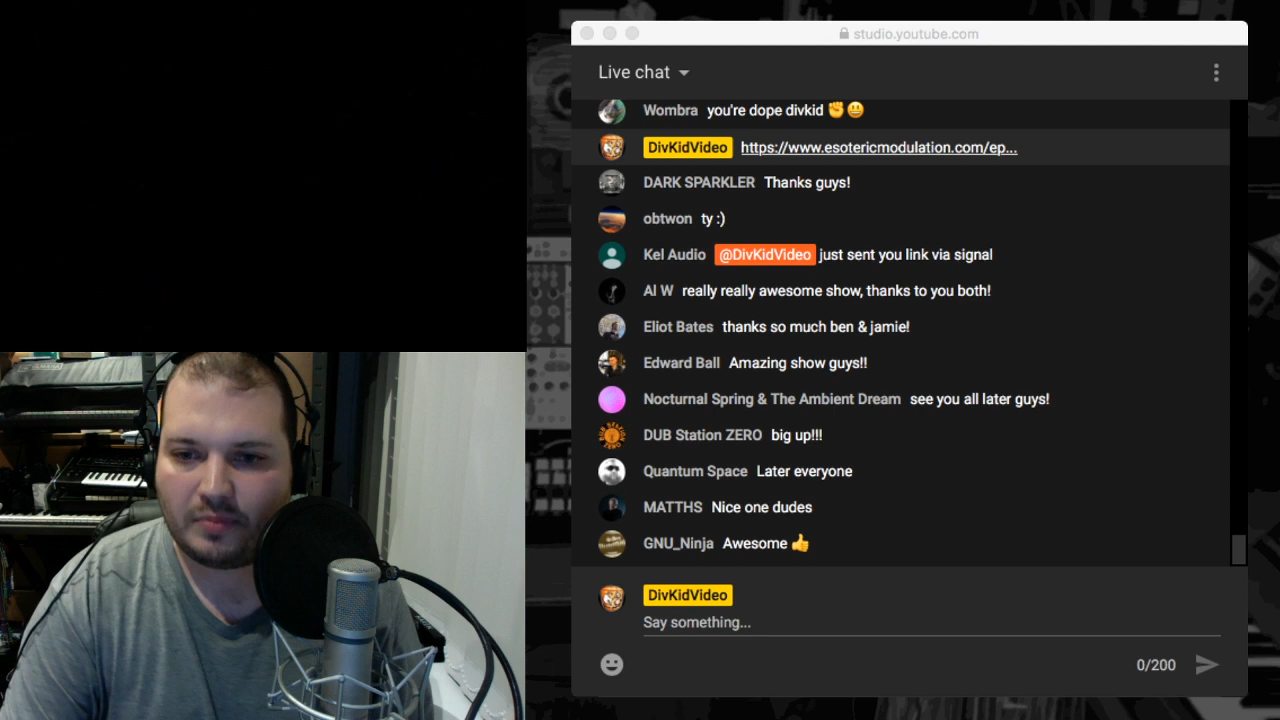 studio.youtube.com
Live chat
Wombra you're dope divkid ✊😃
DivKidVideo https://www.esotericmodulation.com/ep...
DARK SPARKLER Thanks guys!
obtwon ty :)
Kel Audio @DivKidVideo just sent you link via signal
Al W really really awesome show, thanks to you both!
Eliot Bates thanks so much ben & jamie!
Edward Ball Amazing show guys!!
Nocturnal Spring & The Ambient Dream see you all later guys!
DUB Station ZERO big up!!!
Quantum Space Later everyone
MATTHS Nice one dudes
GNU_Ninja Awesome 👍
DivKidVideo
Say something...
0/200